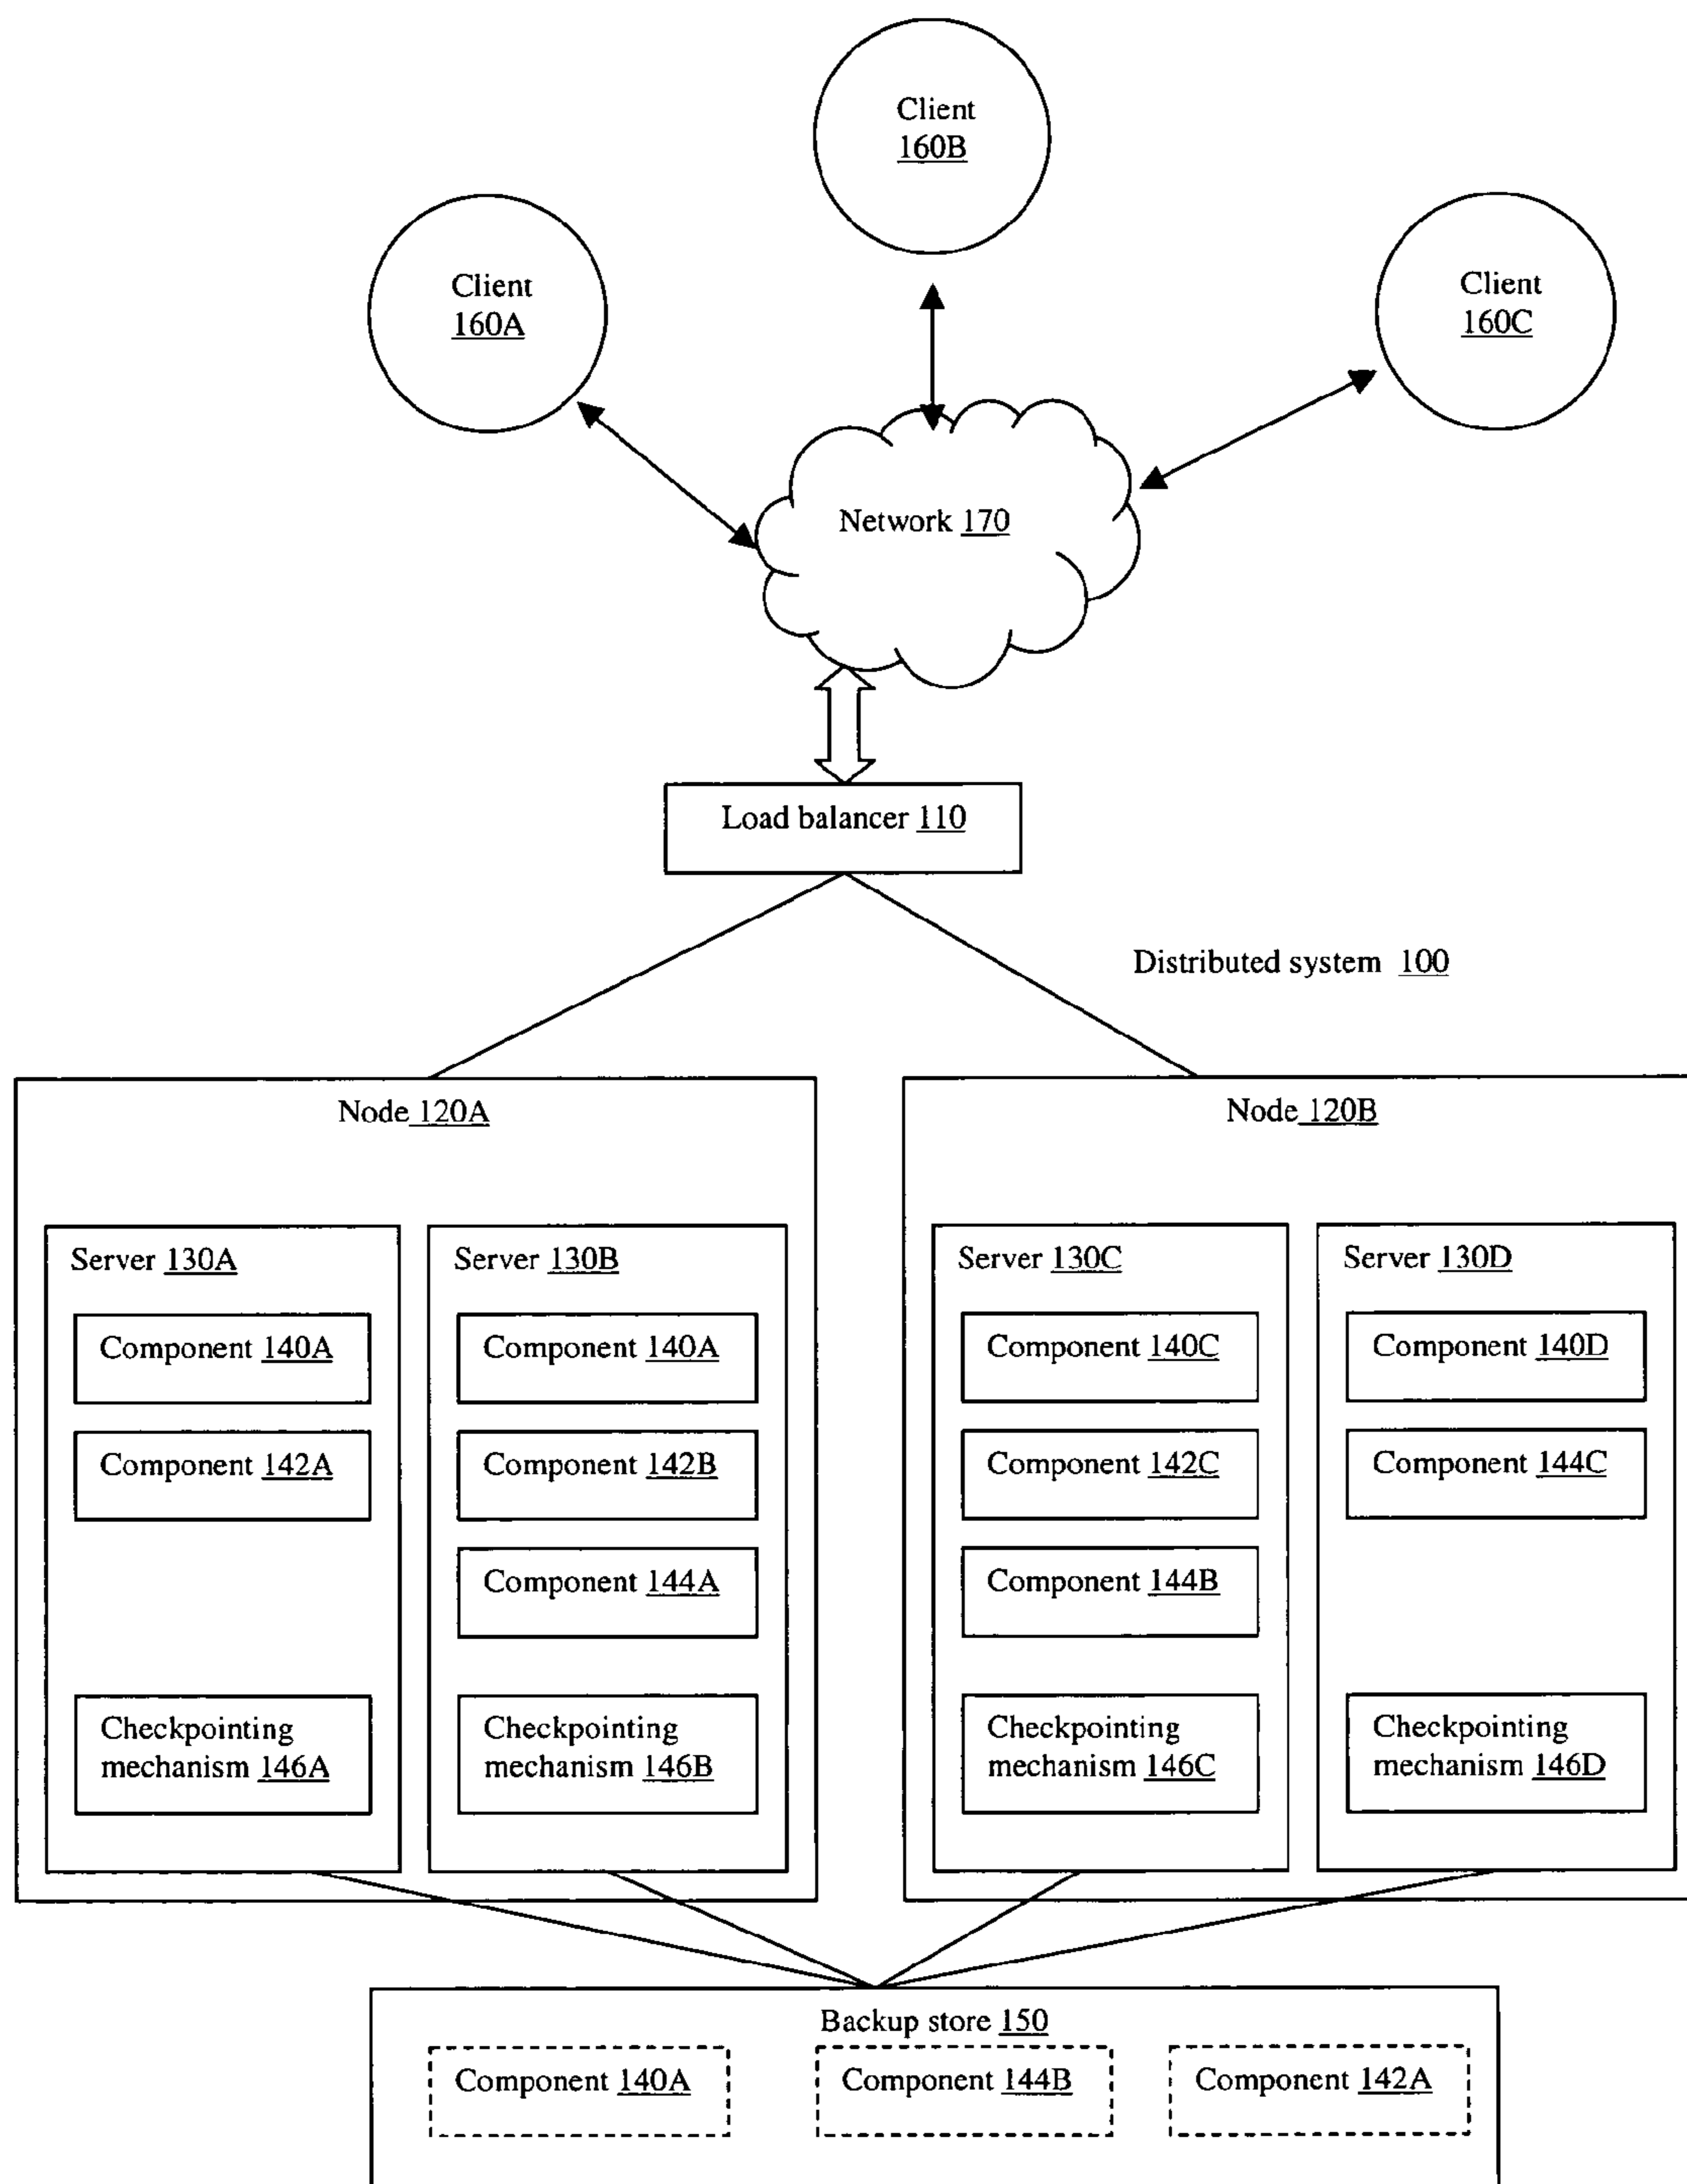 Client
160B
Client
160A
Client
160C
Network 170
Load balancer 110
Distributed system 100
Node 120A
Node 120B
Server 130A
Server 130B
Server 130C
Server 130D
Component 140A
Component 140A
Component 140C
Component 140D
Component 142A
Component 142B
Component 142C
Component 144C
Component 144A
Component 144B
Checkpointing
mechanism 146A
Checkpointing
mechanism 146B
Checkpointing
mechanism 146C
Checkpointing
mechanism 146D
Backup store 150
Component 140A
Component 144B
Component 142A